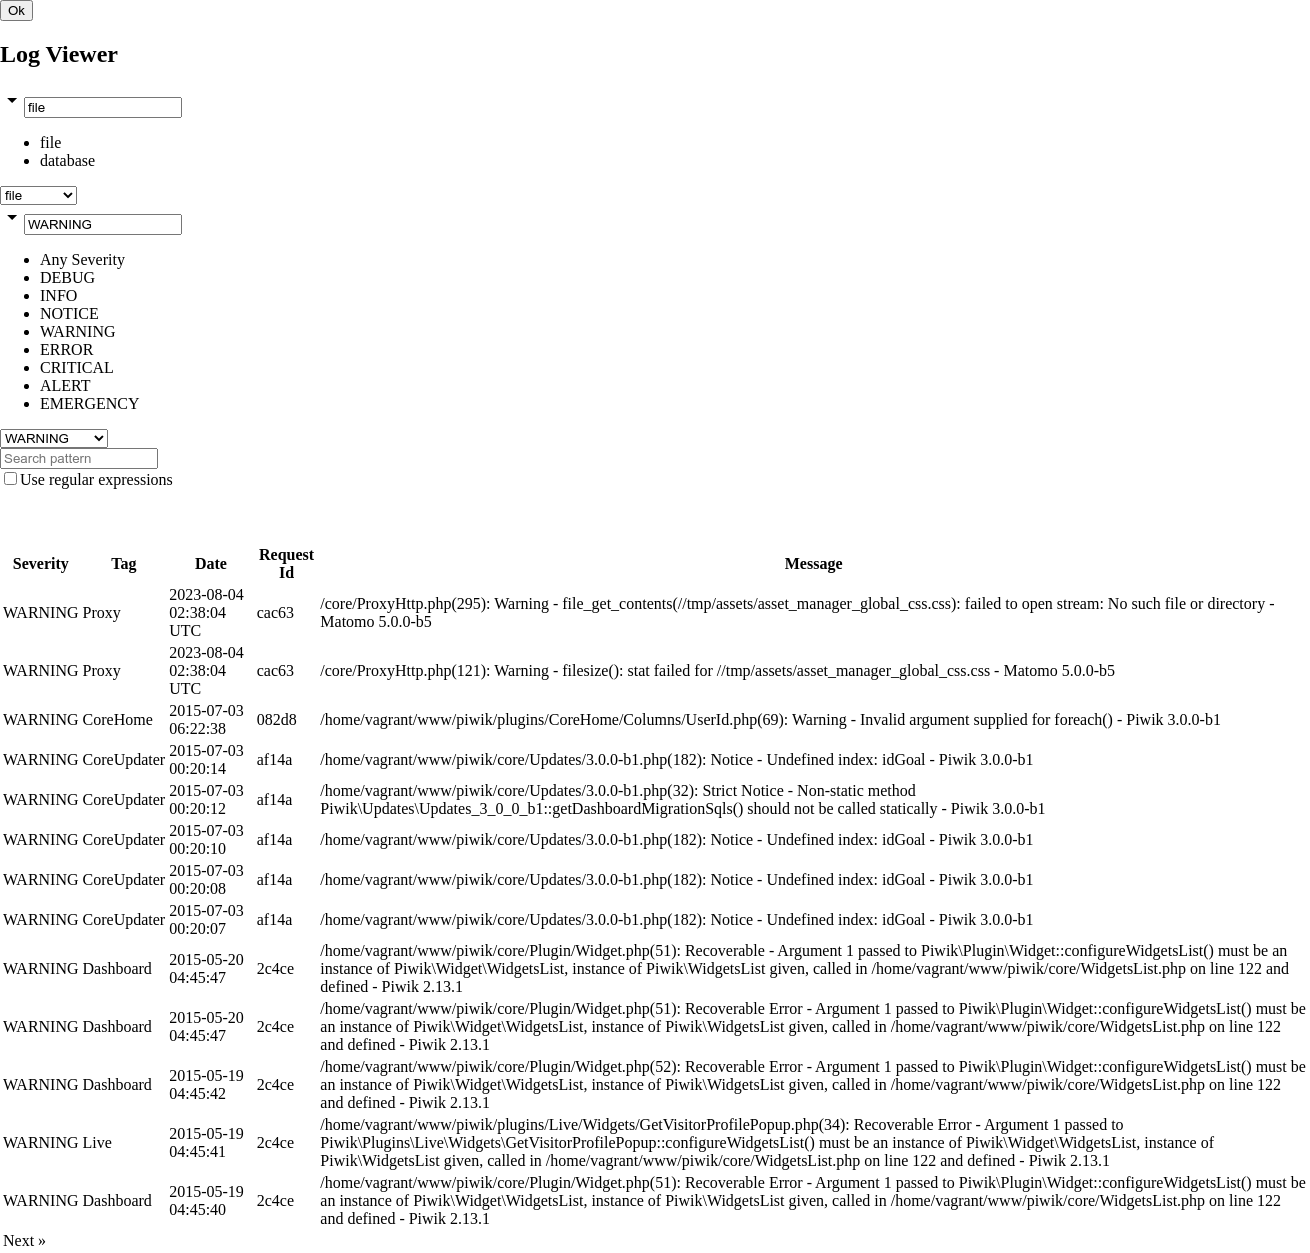 Ok
Log Viewer
file
file
database
file
WARNING
Any Severity
DEBUG
INFO
NOTICE
WARNING
ERROR
CRITICAL
ALERT
EMERGENCY
WARNING
Search pattern
Use regular expressions
Severity Tag Date Request Id Message
WARNING Proxy 2023-08-04 02:38:04 UTC cac63 /core/ProxyHttp.php(295): Warning - file_get_contents(//tmp/assets/asset_manager_global_css.css): failed to open stream: No such file or directory -
Matomo 5.0.0-b5
WARNING Proxy 2023-08-04 02:38:04 UTC cac63 /core/ProxyHttp.php(121): Warning - filesize(): stat failed for //tmp/assets/asset_manager_global_css.css - Matomo 5.0.0-b5
WARNING CoreHome 2015-07-03 06:22:38 082d8 /home/vagrant/www/piwik/plugins/CoreHome/Columns/UserId.php(69): Warning - Invalid argument supplied for foreach() - Piwik 3.0.0-b1
WARNING CoreUpdater 2015-07-03 00:20:14 af14a /home/vagrant/www/piwik/core/Updates/3.0.0-b1.php(182): Notice - Undefined index: idGoal - Piwik 3.0.0-b1
WARNING CoreUpdater 2015-07-03 00:20:12 af14a /home/vagrant/www/piwik/core/Updates/3.0.0-b1.php(32): Strict Notice - Non-static method
Piwik\Updates\Updates_3_0_0_b1::getDashboardMigrationSqls() should not be called statically - Piwik 3.0.0-b1
WARNING CoreUpdater 2015-07-03 00:20:10 af14a /home/vagrant/www/piwik/core/Updates/3.0.0-b1.php(182): Notice - Undefined index: idGoal - Piwik 3.0.0-b1
WARNING CoreUpdater 2015-07-03 00:20:08 af14a /home/vagrant/www/piwik/core/Updates/3.0.0-b1.php(182): Notice - Undefined index: idGoal - Piwik 3.0.0-b1
WARNING CoreUpdater 2015-07-03 00:20:07 af14a /home/vagrant/www/piwik/core/Updates/3.0.0-b1.php(182): Notice - Undefined index: idGoal - Piwik 3.0.0-b1
WARNING Dashboard 2015-05-20 04:45:47 2c4ce /home/vagrant/www/piwik/core/Plugin/Widget.php(51): Recoverable - Argument 1 passed to Piwik\Plugin\Widget::configureWidgetsList() must be an
instance of Piwik\Widget\WidgetsList, instance of Piwik\WidgetsList given, called in /home/vagrant/www/piwik/core/WidgetsList.php on line 122 and
defined - Piwik 2.13.1
WARNING Dashboard 2015-05-20 04:45:47 2c4ce /home/vagrant/www/piwik/core/Plugin/Widget.php(51): Recoverable Error - Argument 1 passed to Piwik\Plugin\Widget::configureWidgetsList() must be
an instance of Piwik\Widget\WidgetsList, instance of Piwik\WidgetsList given, called in /home/vagrant/www/piwik/core/WidgetsList.php on line 122
and defined - Piwik 2.13.1
WARNING Dashboard 2015-05-19 04:45:42 2c4ce /home/vagrant/www/piwik/core/Plugin/Widget.php(52): Recoverable Error - Argument 1 passed to Piwik\Plugin\Widget::configureWidgetsList() must be
an instance of Piwik\Widget\WidgetsList, instance of Piwik\WidgetsList given, called in /home/vagrant/www/piwik/core/WidgetsList.php on line 122
and defined - Piwik 2.13.1
WARNING Live 2015-05-19 04:45:41 2c4ce /home/vagrant/www/piwik/plugins/Live/Widgets/GetVisitorProfilePopup.php(34): Recoverable Error - Argument 1 passed to
Piwik\Plugins\Live\Widgets\GetVisitorProfilePopup::configureWidgetsList() must be an instance of Piwik\Widget\WidgetsList, instance of
Piwik\WidgetsList given, called in /home/vagrant/www/piwik/core/WidgetsList.php on line 122 and defined - Piwik 2.13.1
WARNING Dashboard 2015-05-19 04:45:40 2c4ce /home/vagrant/www/piwik/core/Plugin/Widget.php(51): Recoverable Error - Argument 1 passed to Piwik\Plugin\Widget::configureWidgetsList() must be
an instance of Piwik\Widget\WidgetsList, instance of Piwik\WidgetsList given, called in /home/vagrant/www/piwik/core/WidgetsList.php on line 122
and defined - Piwik 2.13.1
Next »